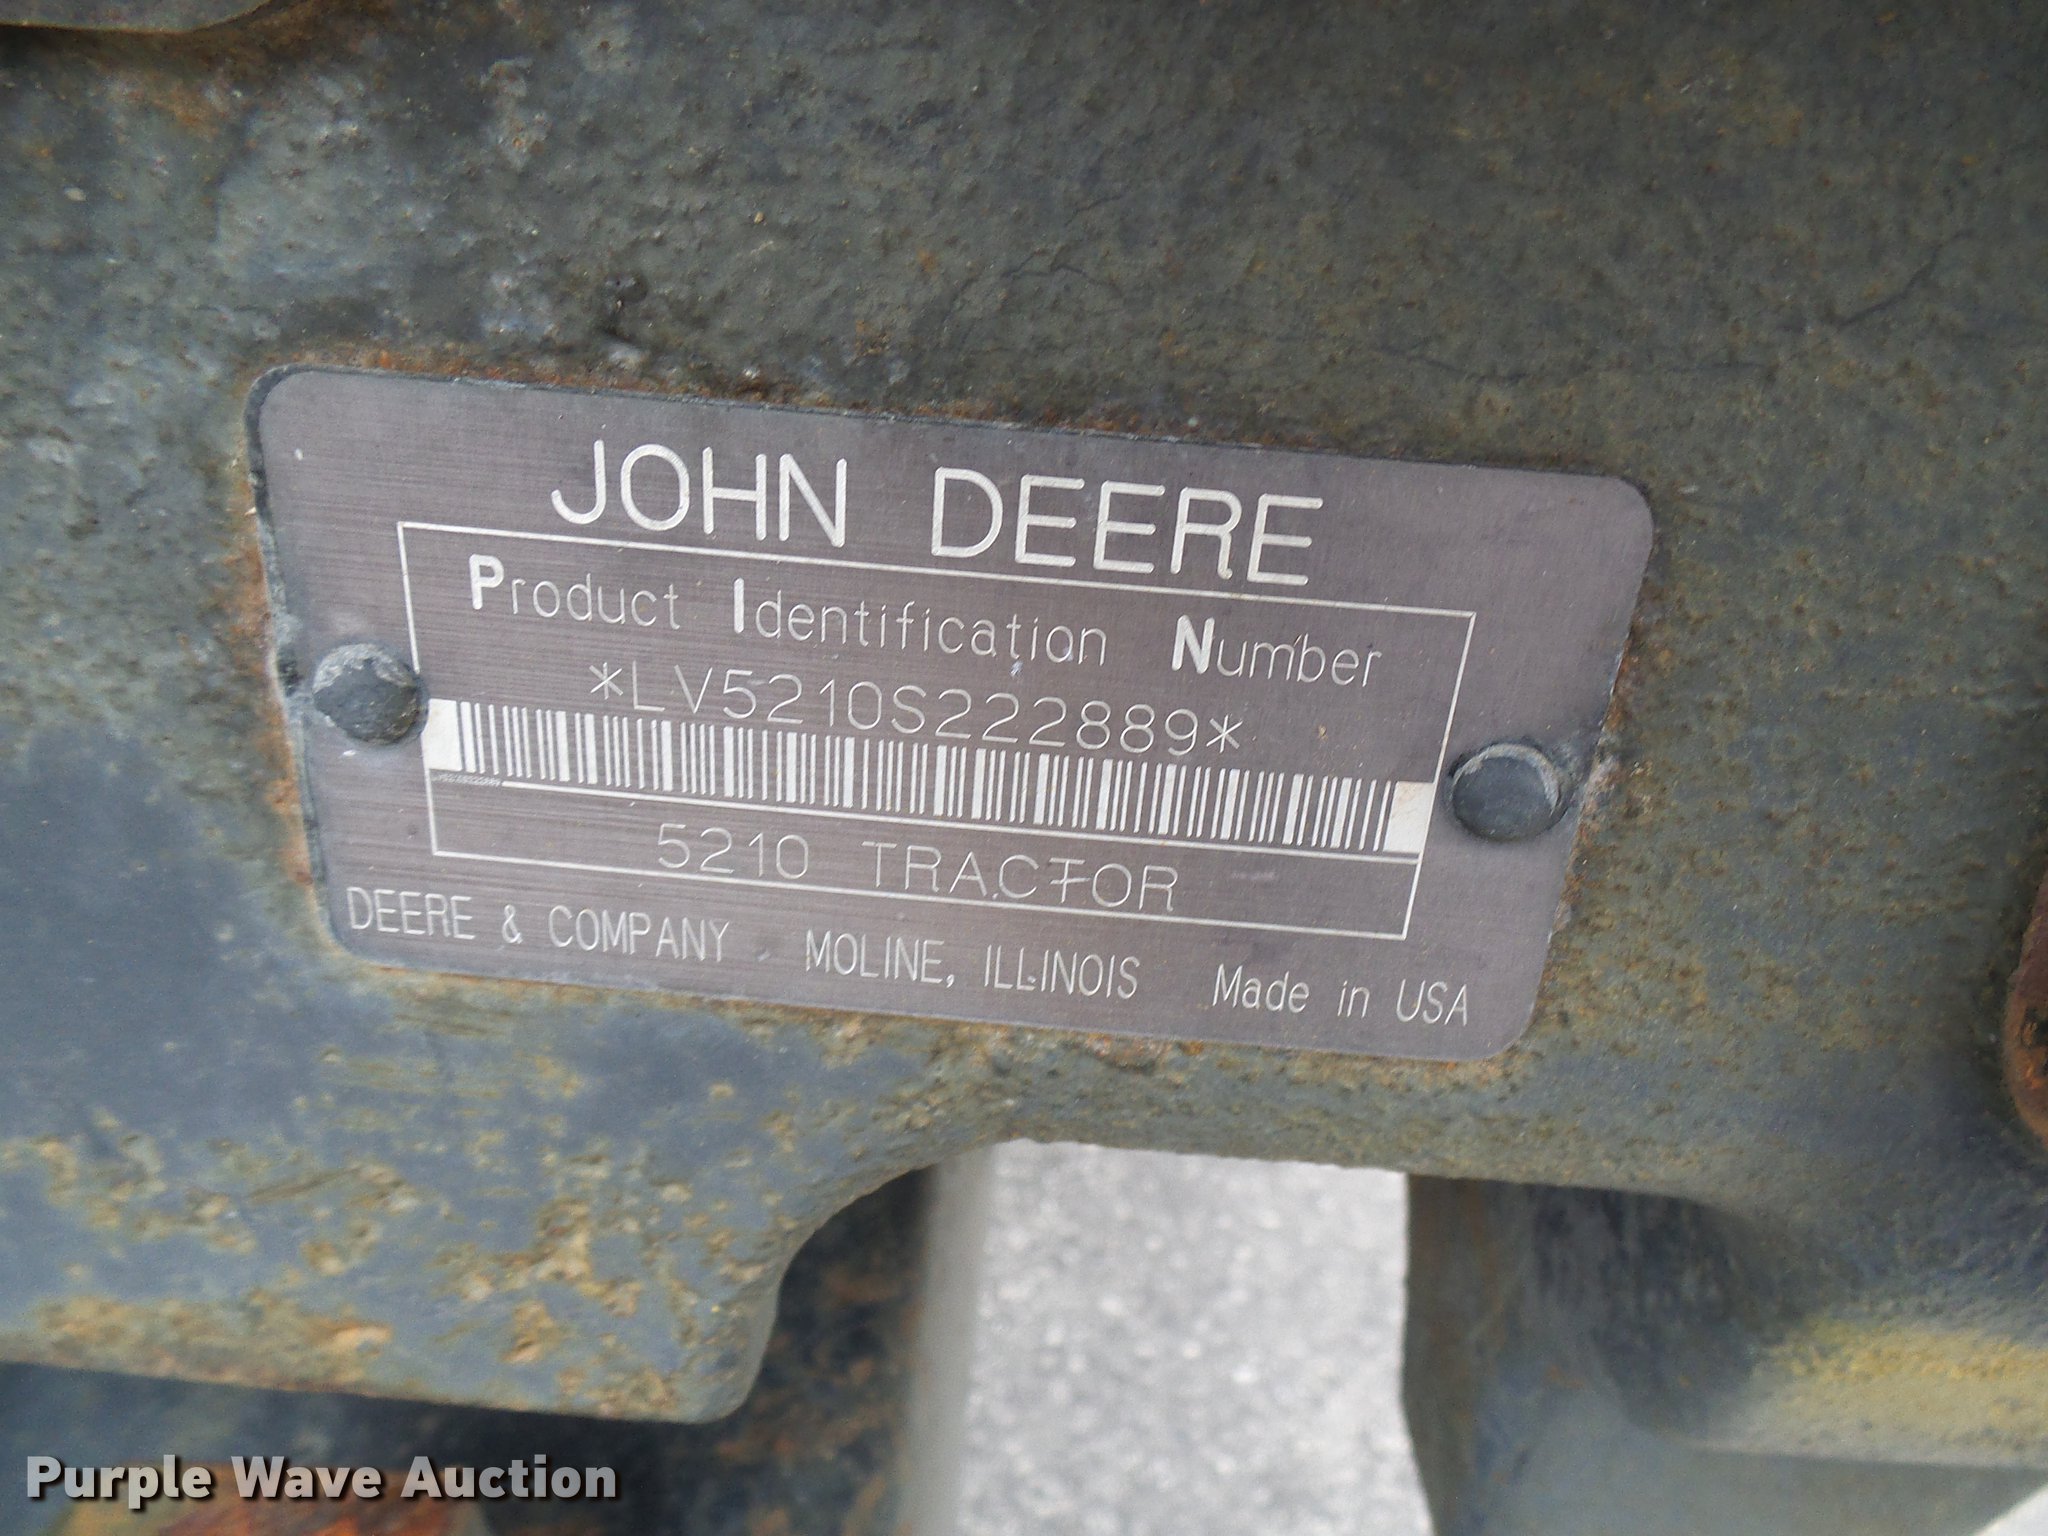 JOHN DEERE
Product Identification Number
*LV5210S222889*
5210 TRACTOR
DEERE & COMPANY MOLINE, ILLINOIS Made in USA
Purple Wave Auction